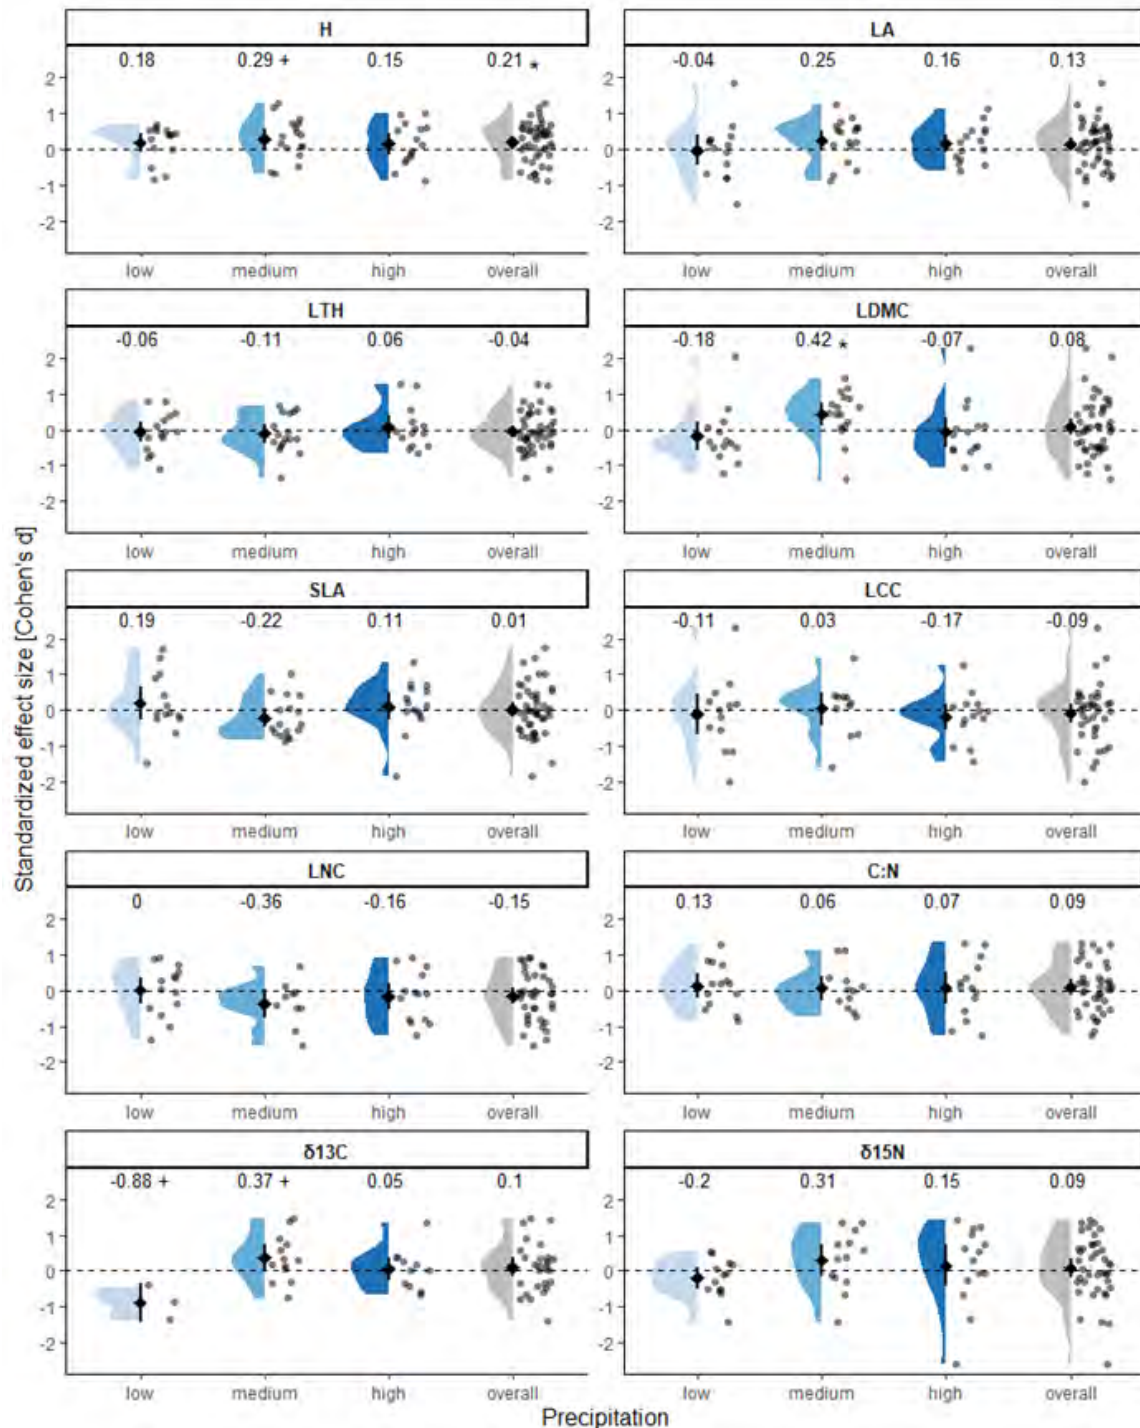 H
0.18 0.29 + 0.15 0.21 *
2
1
0
-1
-2
low medium high overall
LA
-0.04 0.25 0.16 0.13
2
1
0
-1
-2
low medium high overall
LTH
-0.06 -0.11 0.06 -0.04
2
1
0
-1
-2
low medium high overall
LDMC
-0.18 0.42 * -0.07 0.08
2
1
0
-1
-2
low medium high overall
SLA
0.19 -0.22 0.11 0.01
2
1
0
-1
-2
low medium high overall
LCC
-0.11 0.03 -0.17 -0.09
2
1
0
-1
-2
low medium high overall
LNC
0 -0.36 -0.16 -0.15
2
1
0
-1
-2
low medium high overall
C:N
0.13 0.06 0.07 0.09
2
1
0
-1
-2
low medium high overall
δ13C
-0.88 + 0.37 + 0.05 0.1
2
1
0
-1
-2
low medium high overall
δ15N
-0.2 0.31 0.15 0.09
2
1
0
-1
-2
low medium high overall
Standardized effect size [Cohen's d]
Precipitation